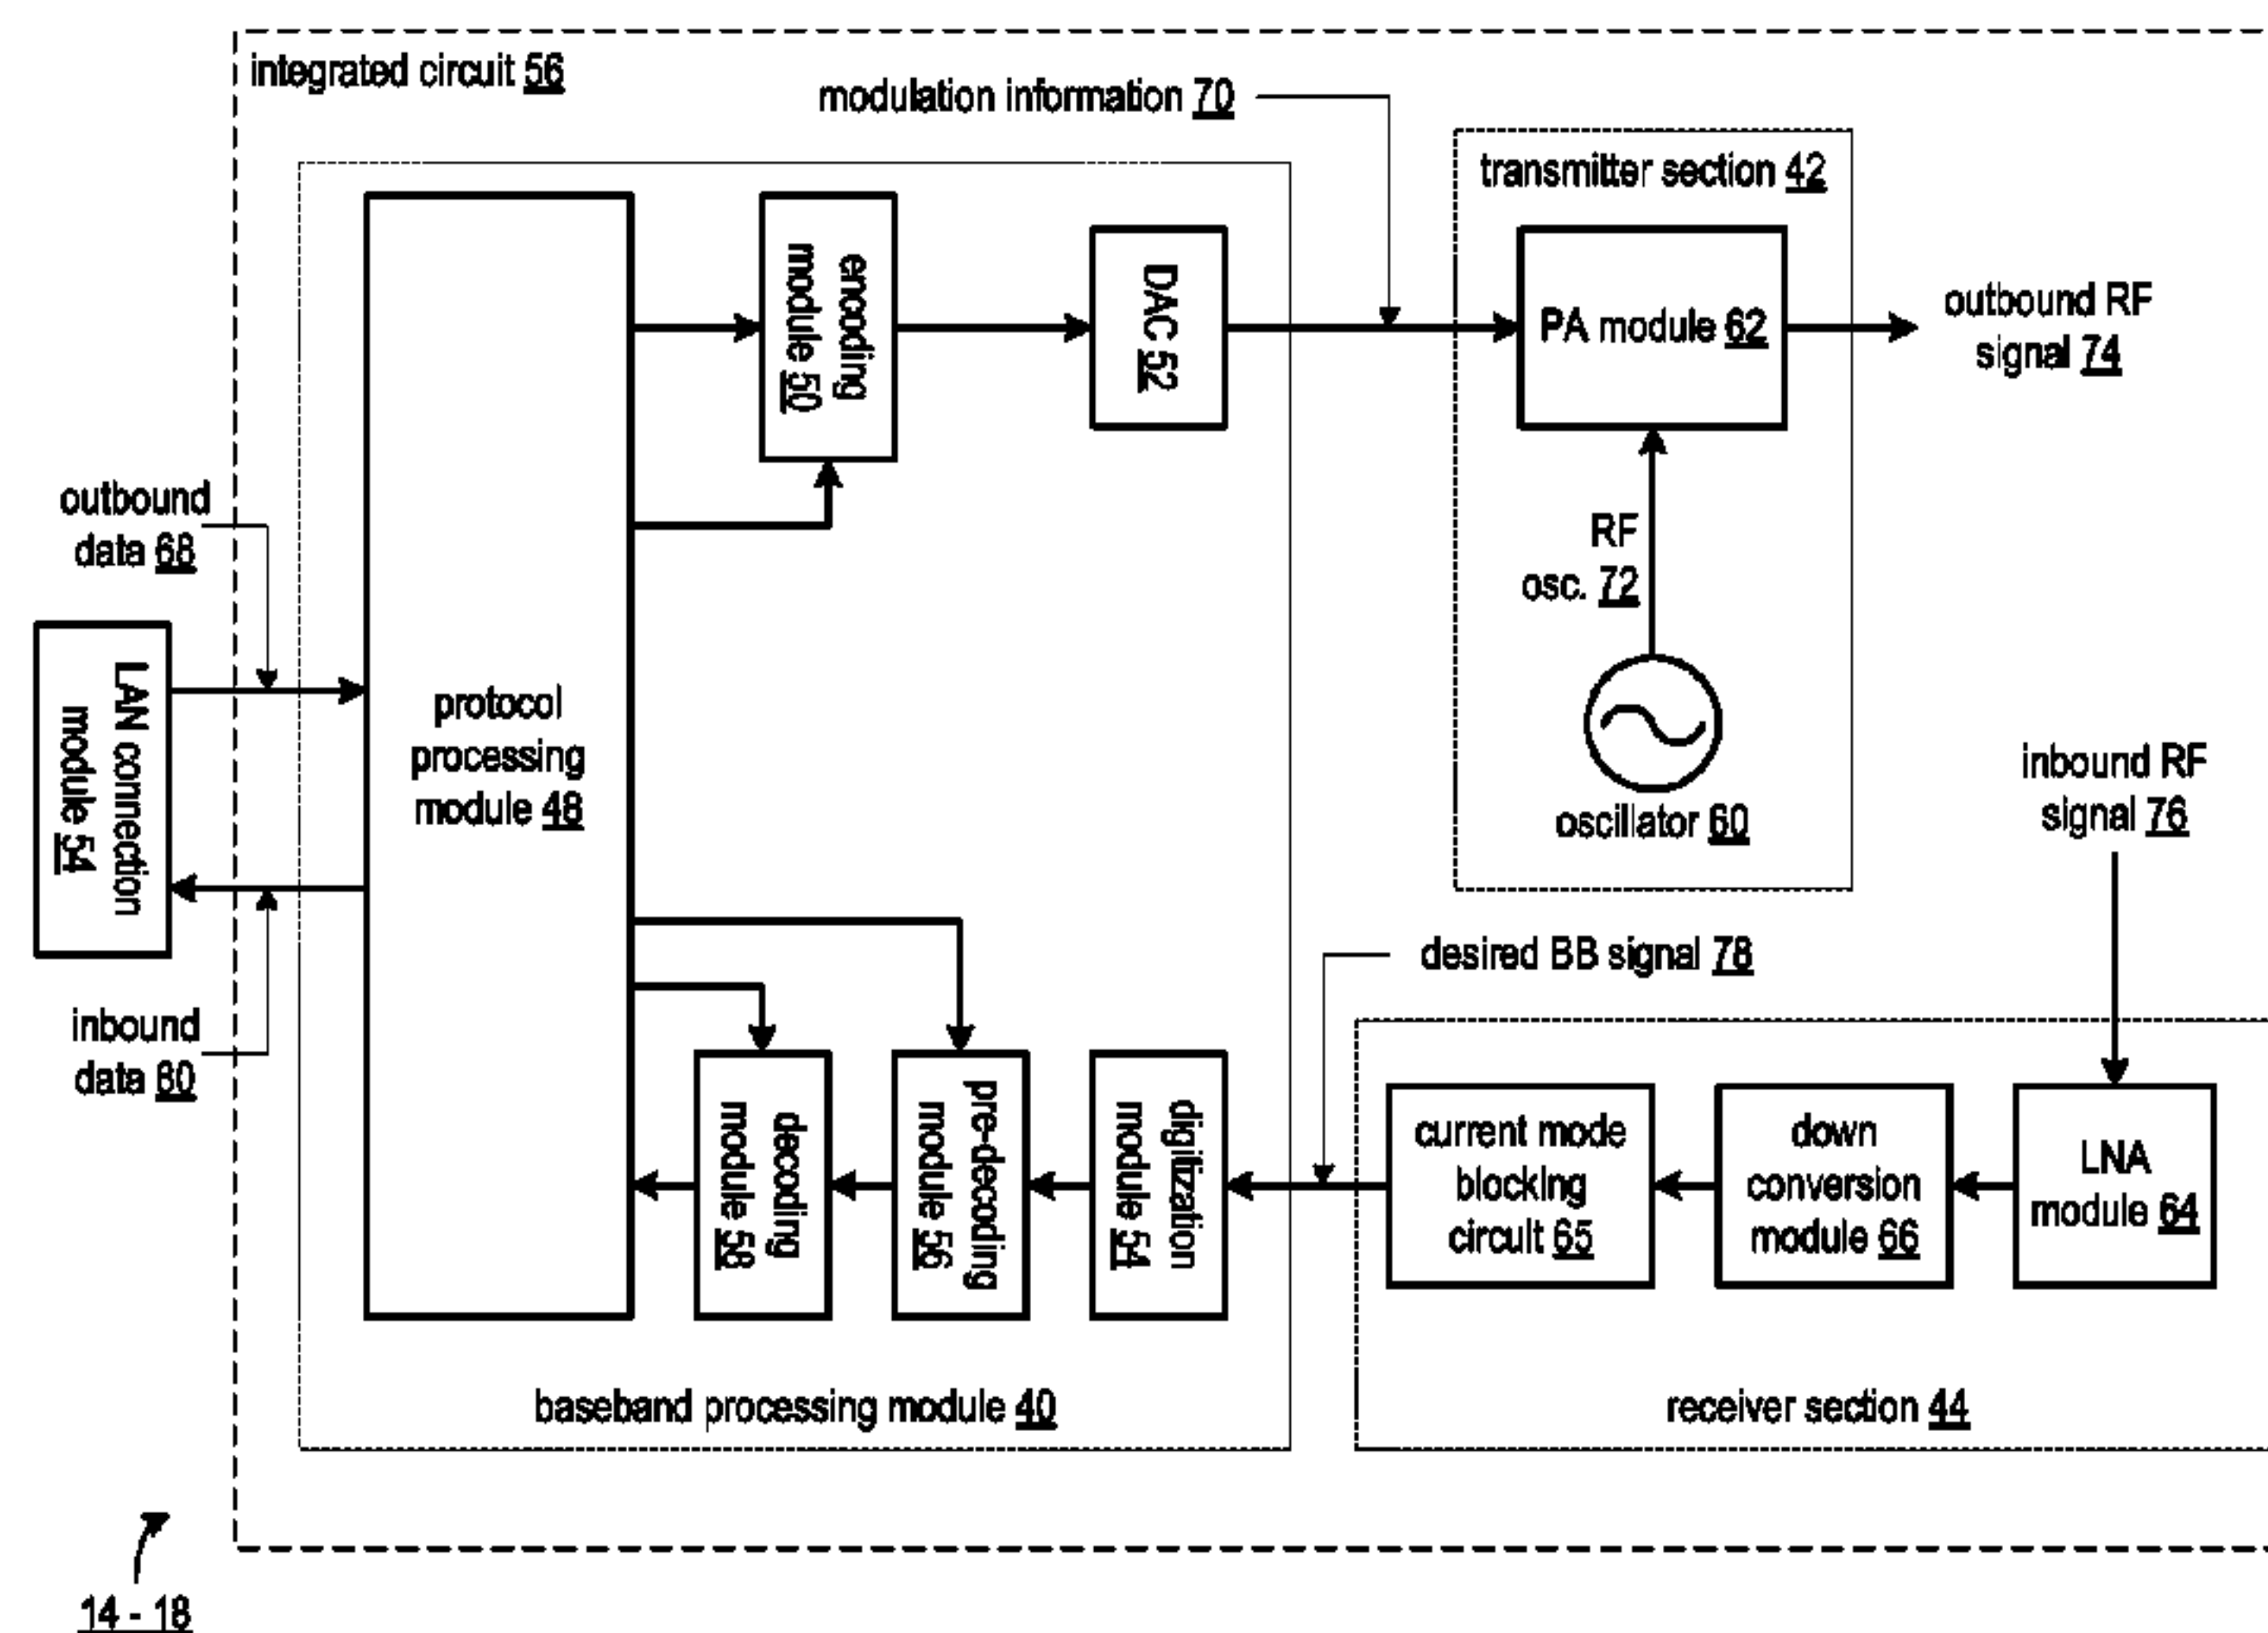 integrated circuit 56
modulation information 70
transmitter section 42
encoding
module 50
DAC 52
PA module 62
outbound RF
signal 74
outbound
data 68
RF
osc. 72
LAN connection
module 54
protocol
processing
module 48
oscillator 60
inbound RF
signal 76
desired BB signal 78
inbound
data 80
decoding
module 58
pre-decoding
module 56
digitization
module 54
current mode
blocking
circuit 65
down
conversion
module 66
LNA
module 64
baseband processing module 40
receiver section 44
14 - 18